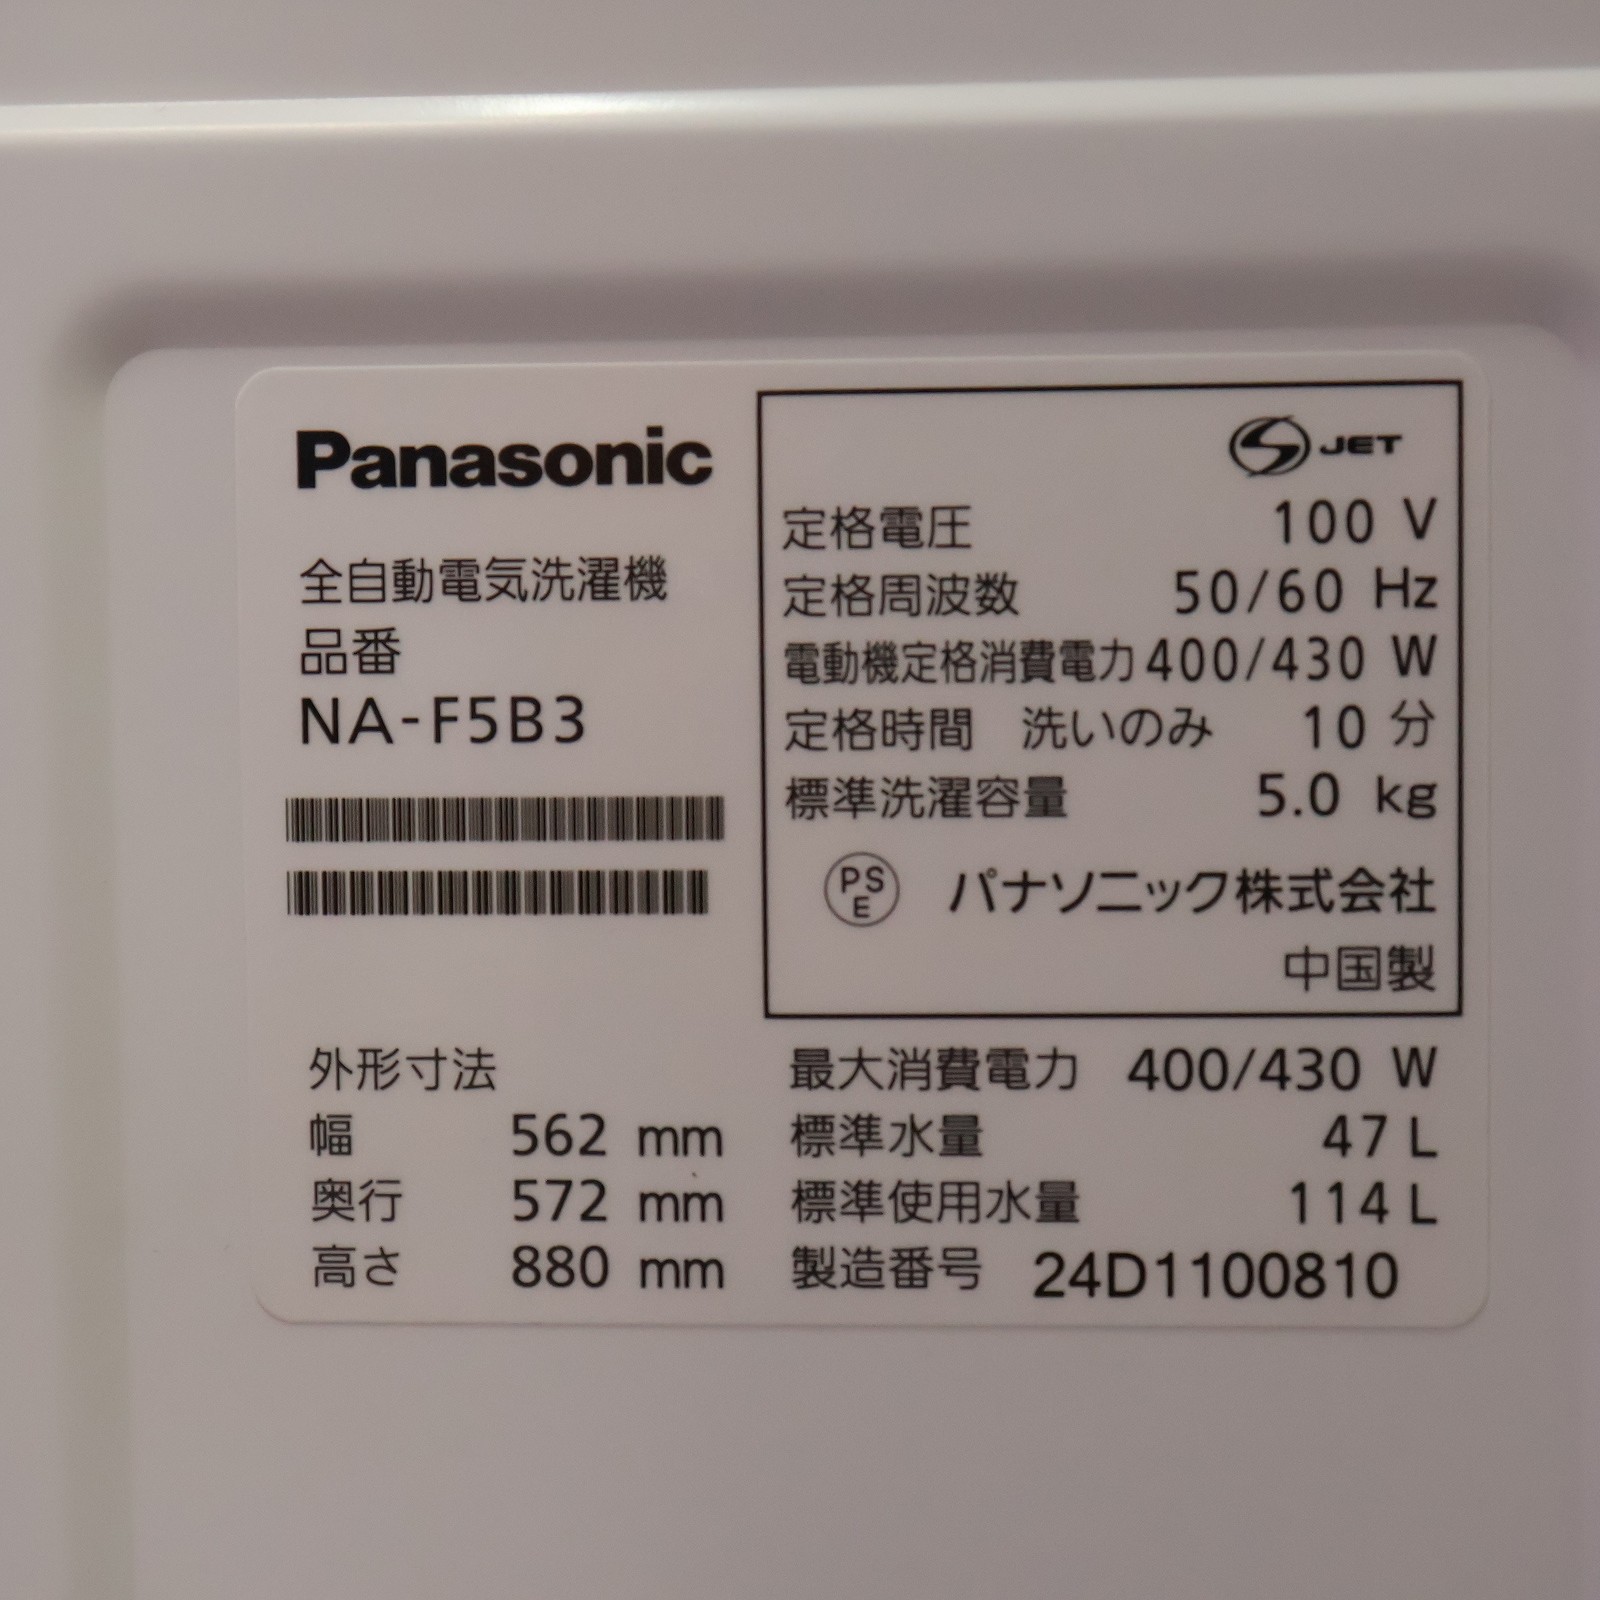 Panasonic
全自動電気洗濯機
品番
NA-F5B3
JET
定格電圧 100 V
定格周波数 50/60 Hz
電動機定格消費電力 400/430 W
定格時間 洗いのみ 10 分
標準洗濯容量 5.0 kg
PS
E
パナソニック株式会社
中国製
外形寸法
幅 562 mm
奥行 572 mm
高さ 880 mm
最大消費電力 400/430 W
標準水量 47 L
標準使用水量 114 L
製造番号 24D1100810